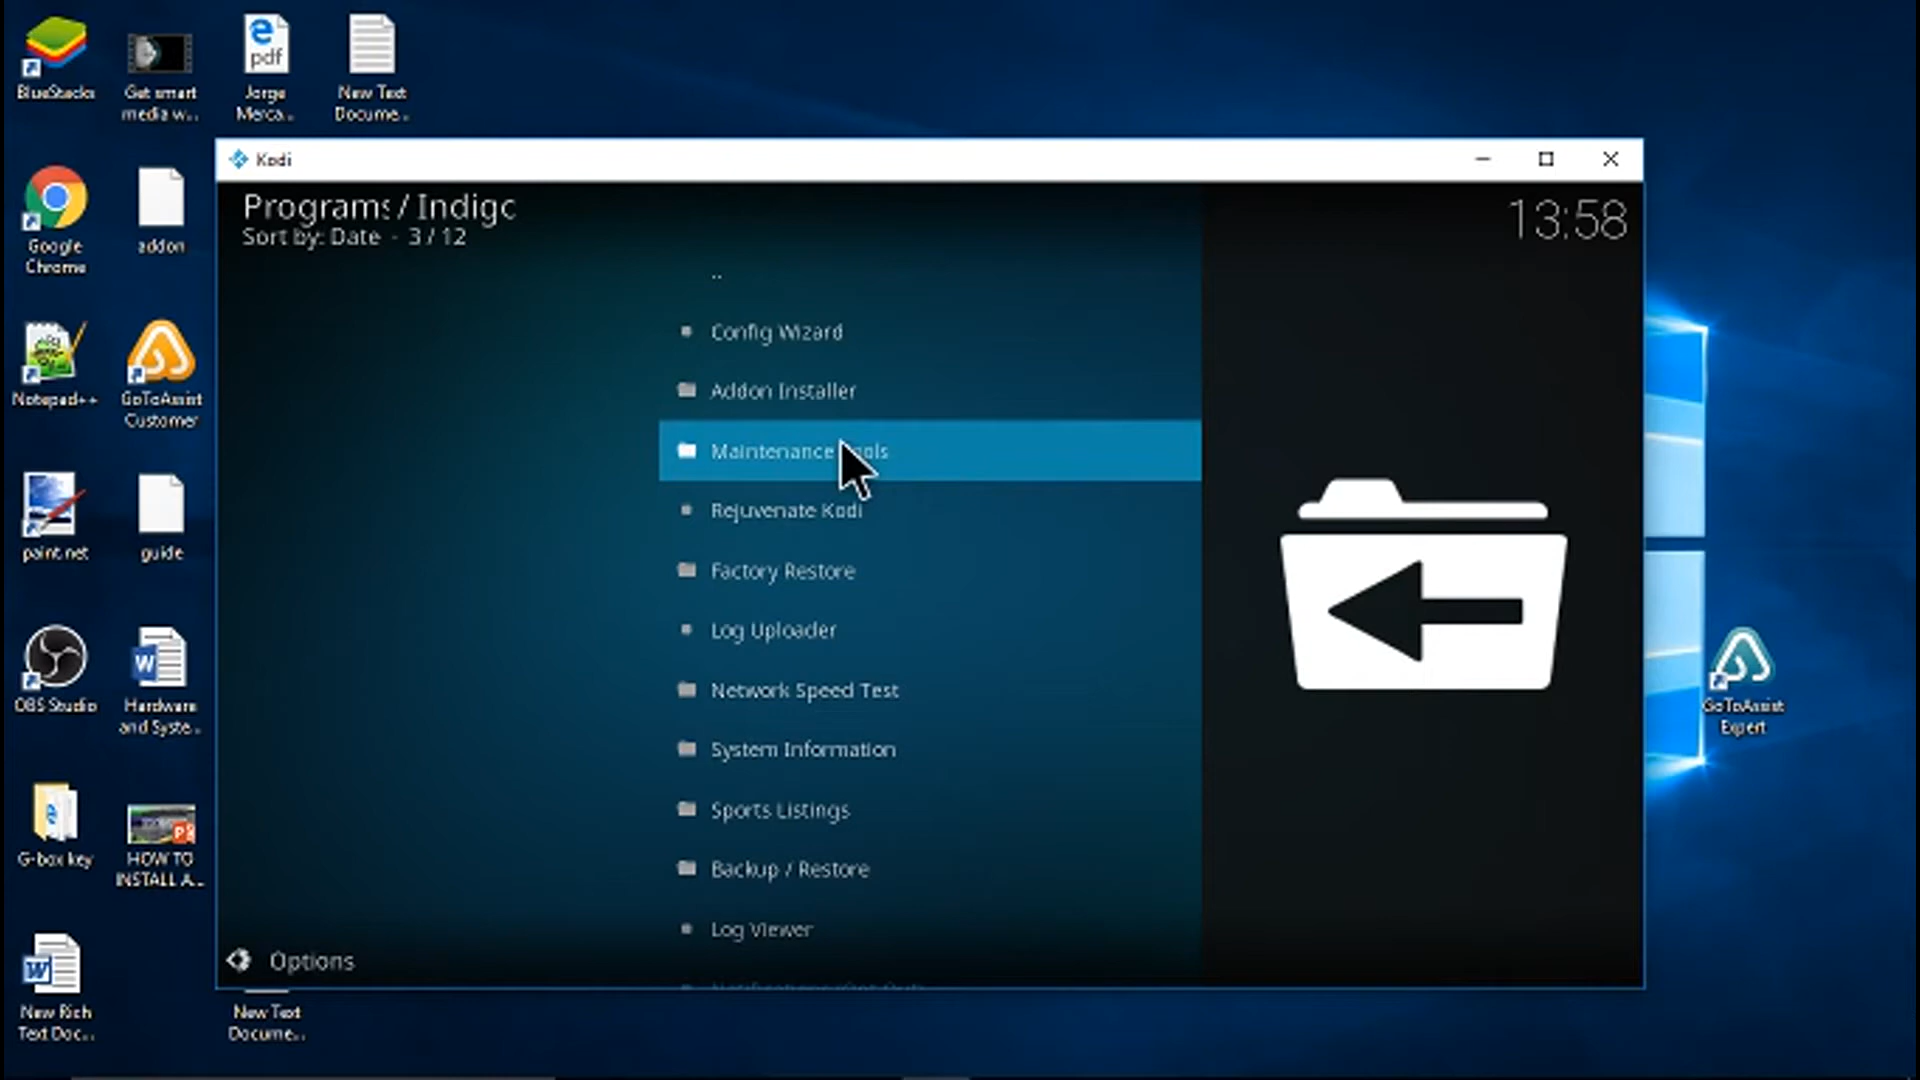 BlueStacks
Get smart
media w...
pdf
Jorge
Merca...
New Text
Docume...
Kodi
Programs / Indigo
Sort by: Date - 3 / 12
13:58
..
Config Wizard
Addon Installer
Maintenance
Rejuvenate Kodi
Factory Restore
Log Uploader
Network Speed Test
System Information
Sports Listings
Backup / Restore
Log Viewer
Options
Google
Chrome
addon
Notepad++
GoToAssist
Customer
paint.net
guide
OBS Studio
Hardware
and Syste...
G-box key
HOW TO
INSTALL A...
New Rich
Text Doc...
New Text
Docume...
GoToAssist
Expert